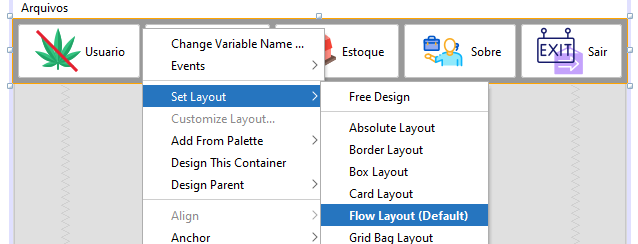 Arquivos
Usuario
Estoque
Sobre
EXIT
Sair
Change Variable Name ...
Events
Set Layout
Customize Layout...
Add From Palette
Design This Container
Design Parent
Align
Anchor
Free Design
Absolute Layout
Border Layout
Box Layout
Card Layout
Flow Layout (Default)
Grid Bag Layout